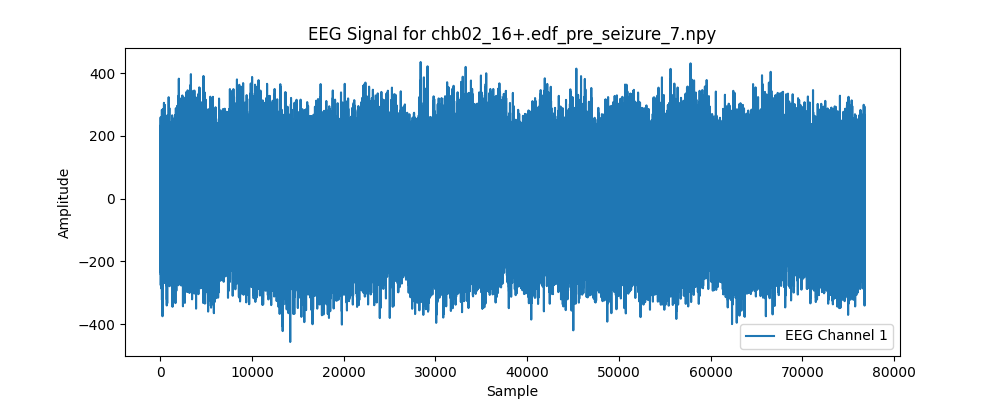 EEG Signal for chb02_16+.edf_pre_seizure_7.npy
400
200
0
−200
−400
Amplitude
0 10000 20000 30000 40000 50000 60000 70000 80000
Sample
EEG Channel 1